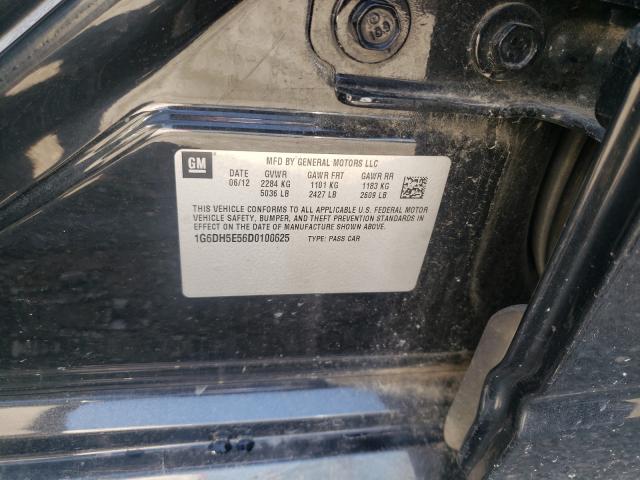 GM
MFD BY GENERAL MOTORS LLC
DATE GVWR GAWR FRT GAWR RR
06/12 2284 KG 1101 KG 1183 KG
5036 LB 2427 LB 2609 LB
THIS VEHICLE CONFORMS TO ALL APPLICABLE U.S. FEDERAL MOTOR
VEHICLE SAFETY, BUMPER, AND THEFT PREVENTION STANDARDS IN
EFFECT ON THE DATE OF MANUFACTURE SHOWN ABOVE.
1G6DH5E56D0100625 TYPE: PASS CAR